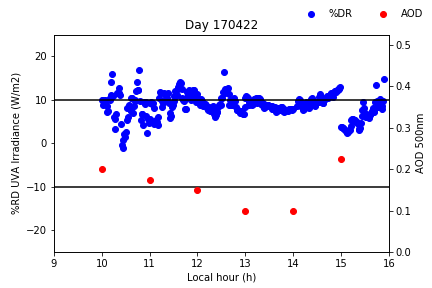 %DR AOD
Day 170422
20
10
0
−10
−20
%RD UVA Irradiance (W/m2)
0.5
0.4
0.3
0.2
0.1
0.0
AOD 500nm
9 10 11 12 13 14 15 16
Local hour (h)